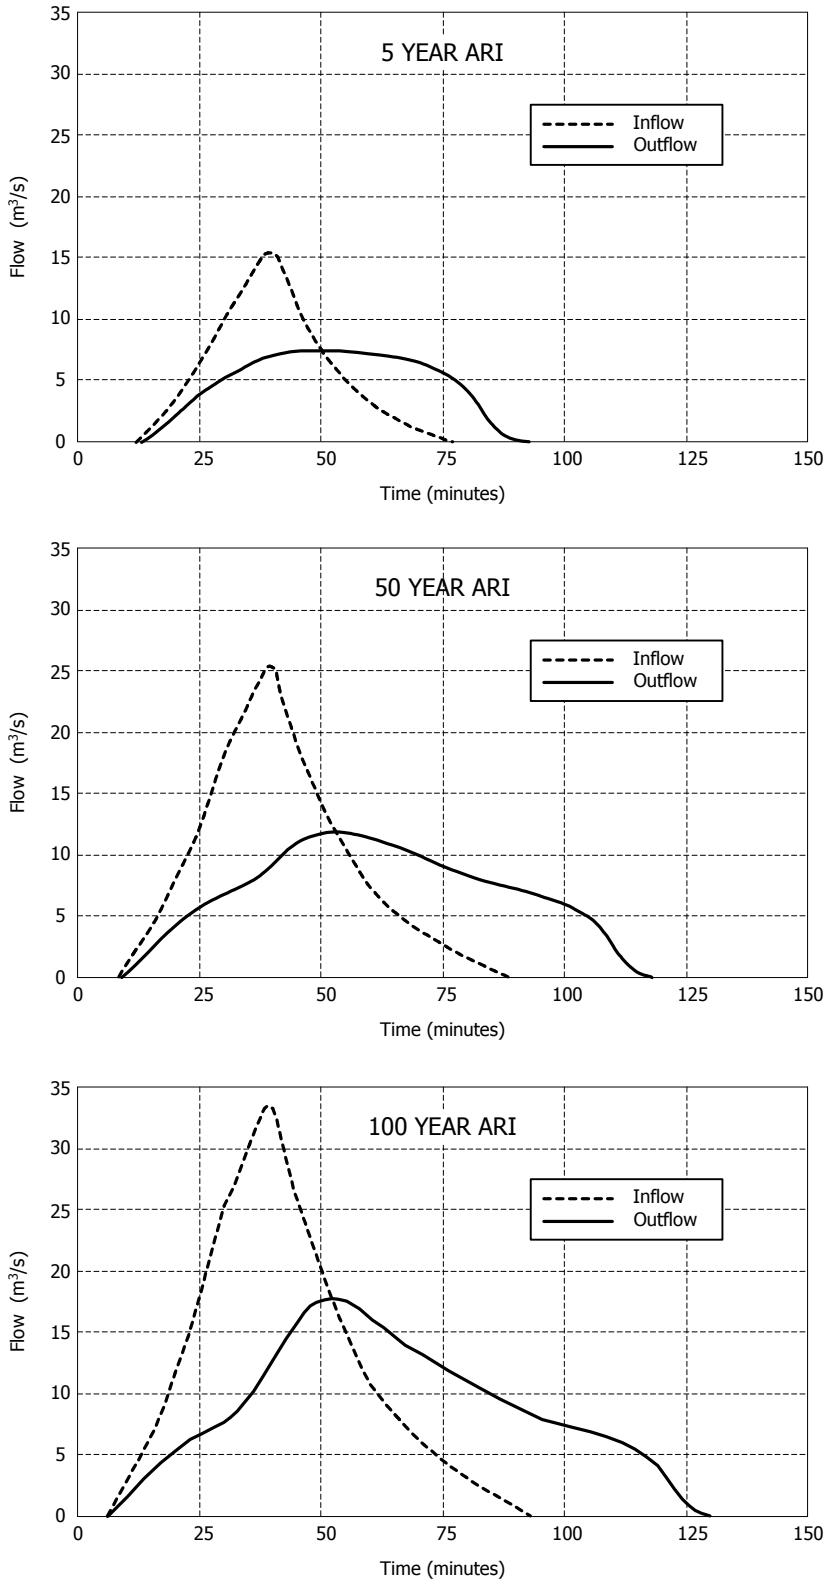 35
5 YEAR ARI
30
25
Inflow
Outflow
20
15
10
5
0
Flow (m³/s)
0 25 50 75 100 125 150
Time (minutes)
35
50 YEAR ARI
30
25
Inflow
Outflow
20
15
10
5
0
Flow (m³/s)
0 25 50 75 100 125 150
Time (minutes)
35
100 YEAR ARI
30
25
Inflow
Outflow
20
15
10
5
0
Flow (m³/s)
0 25 50 75 100 125 150
Time (minutes)